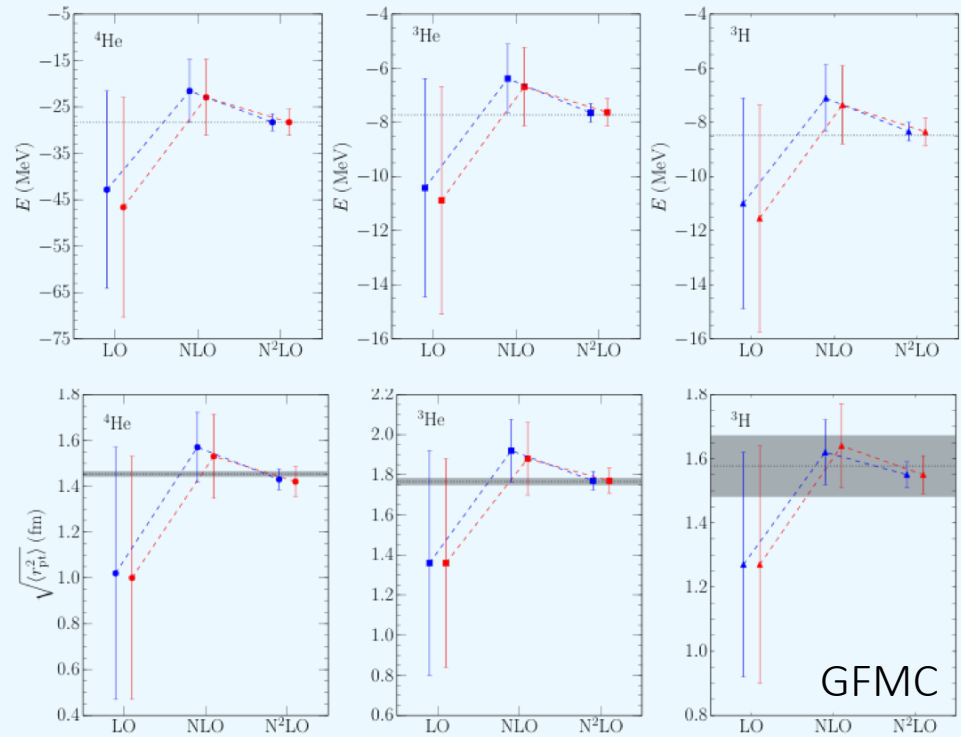 ⁴He
E (MeV)
−5
−15
−25
−35
−45
−55
−65
−75
LO NLO N²LO
³He
E (MeV)
−4
−6
−8
−10
−12
−14
−16
LO NLO N²LO
³H
E (MeV)
−4
−6
−8
−10
−12
−14
−16
LO NLO N²LO
⁴He
√⟨r²pt⟩ (fm)
1.8
1.6
1.4
1.2
1.0
0.8
0.6
0.4
LO NLO N²LO
³He
2.2
2.0
1.8
1.6
1.4
1.2
1.0
0.8
0.6
LO NLO N²LO
³H
1.8
1.6
1.4
1.2
1.0
0.8
LO NLO N²LO
GFMC